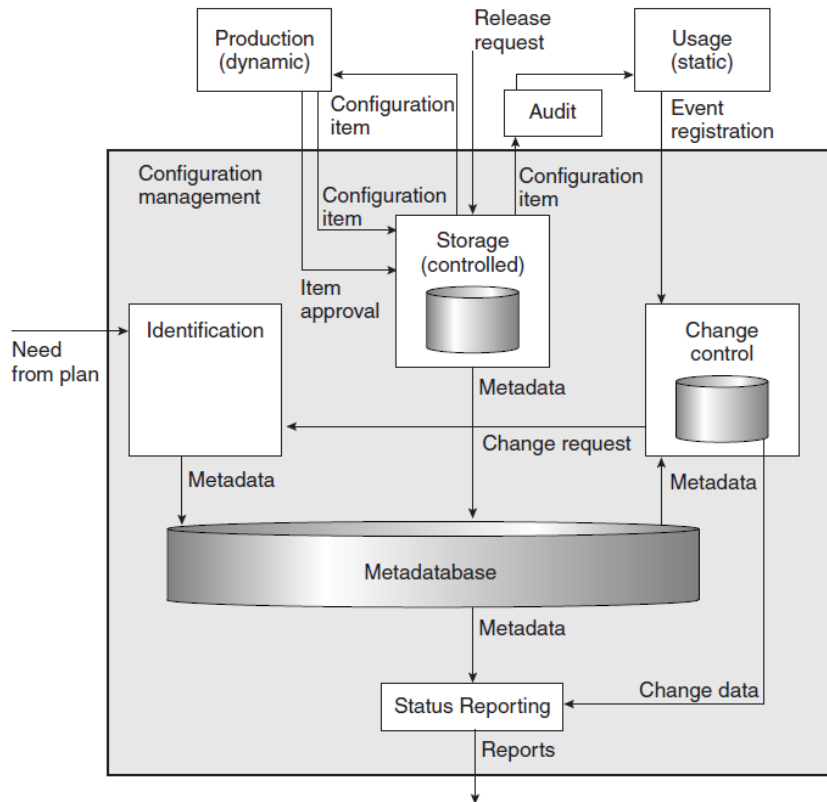 Production
(dynamic)
Release
request
Usage
(static)
Configuration
item
Audit
Event
registration
Configuration
management
Configuration
item
Configuration
item
Storage
(controlled)
Item
approval
Identification
Change
control
Need
from plan
Metadata
Change request
Metadata
Metadata
Metadatabase
Metadata
Change data
Status Reporting
Reports